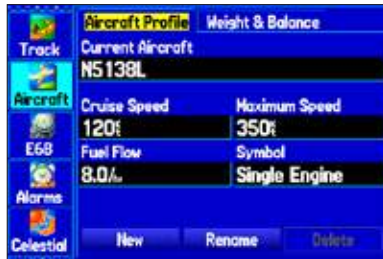 Aircraft Profile Weight & Balance
Track
Current Aircraft
N5138L
Aircraft
Cruise Speed Maximum Speed
120 350
E6B
Fuel Flow Symbol
8.0 Single Engine
Alarms
Celestial
New Rename Delete